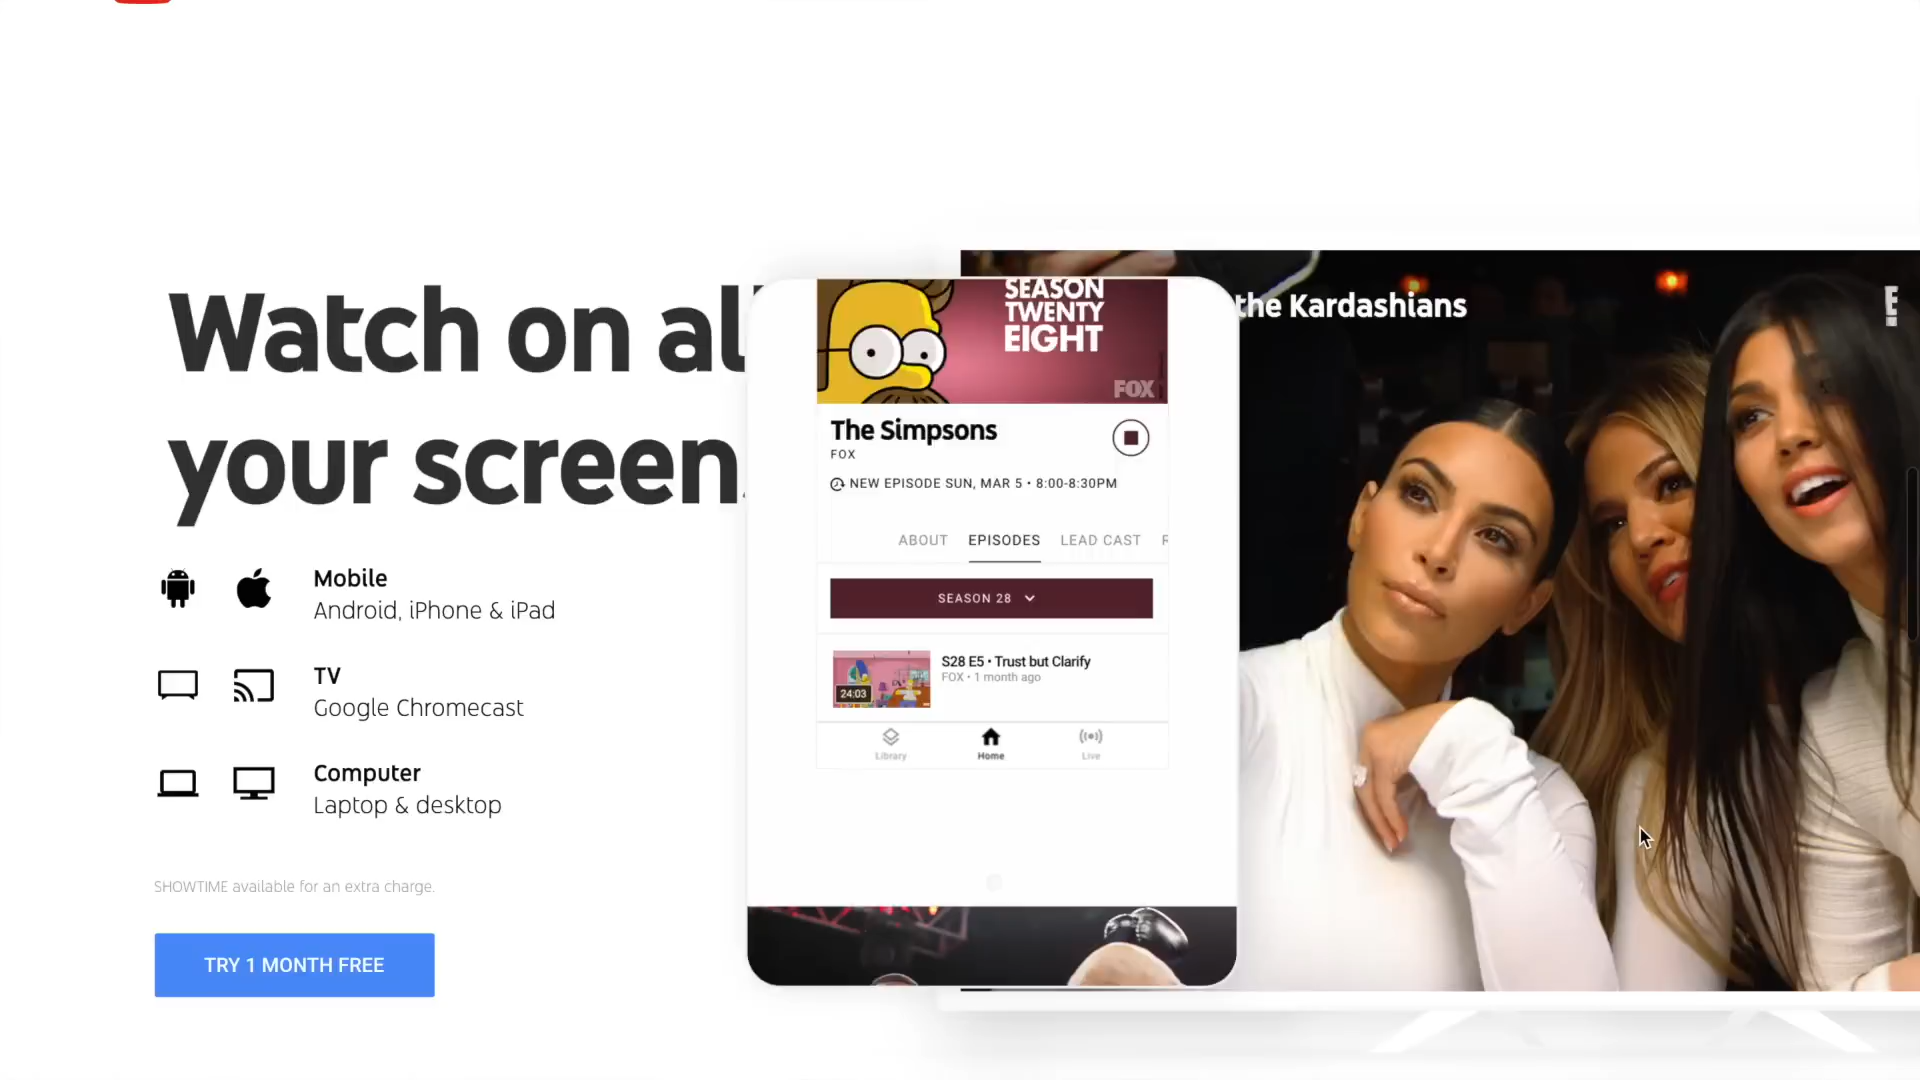 Watch on al
your screen
Mobile
Android, iPhone & iPad
TV
Google Chromecast
Computer
Laptop & desktop
SHOWTIME available for an extra charge.
TRY 1 MONTH FREE
SEASON
TWENTY
EIGHT
FOX
The Simpsons
FOX
NEW EPISODE SUN, MAR 5 • 8:00-8:30PM
ABOUT EPISODES LEAD CAST
SEASON 28
24:03
S28 E5 • Trust but Clarify
FOX • 1 month ago
Library Home Live
the Kardashians
E!